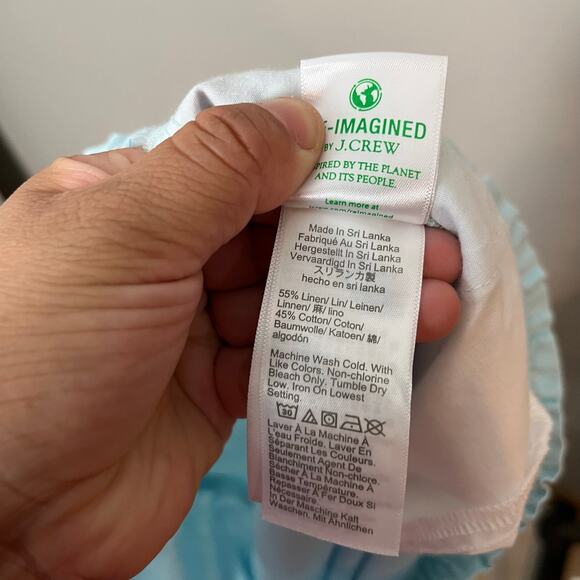 -IMAGINED
BY J.CREW
BY THE PLANET
AND ITS PEOPLE.
Learn more at
Made In Sri Lanka
Fabriqué Au Sri Lanka
Hergestellt In Sri Lanka
Vervaardigd In Sri Lanka
スリランカ製
hecho en sri lanka
55% Linen/ Lin/ Leinen/
Linnen/ 麻/ lino
45% Cotton/ Coton/
Baumwolle/ Katoen/ 綿/
algodón
Machine Wash Cold. With
Like Colors. Non-chlorine
Bleach Only. Tumble Dry
Low. Iron On Lowest
Setting.
30
Laver À La Machine À
L'eau Froide. Laver En
Séparant Les Couleurs.
Seulement Agent De
Blanchiment Non-chlore.
Sécher À La Machine À
Basse Température.
Repasser À Fer Doux Si
Nécessaire.
In Der Maschine Kalt
Waschen. Mit Ähnlichen